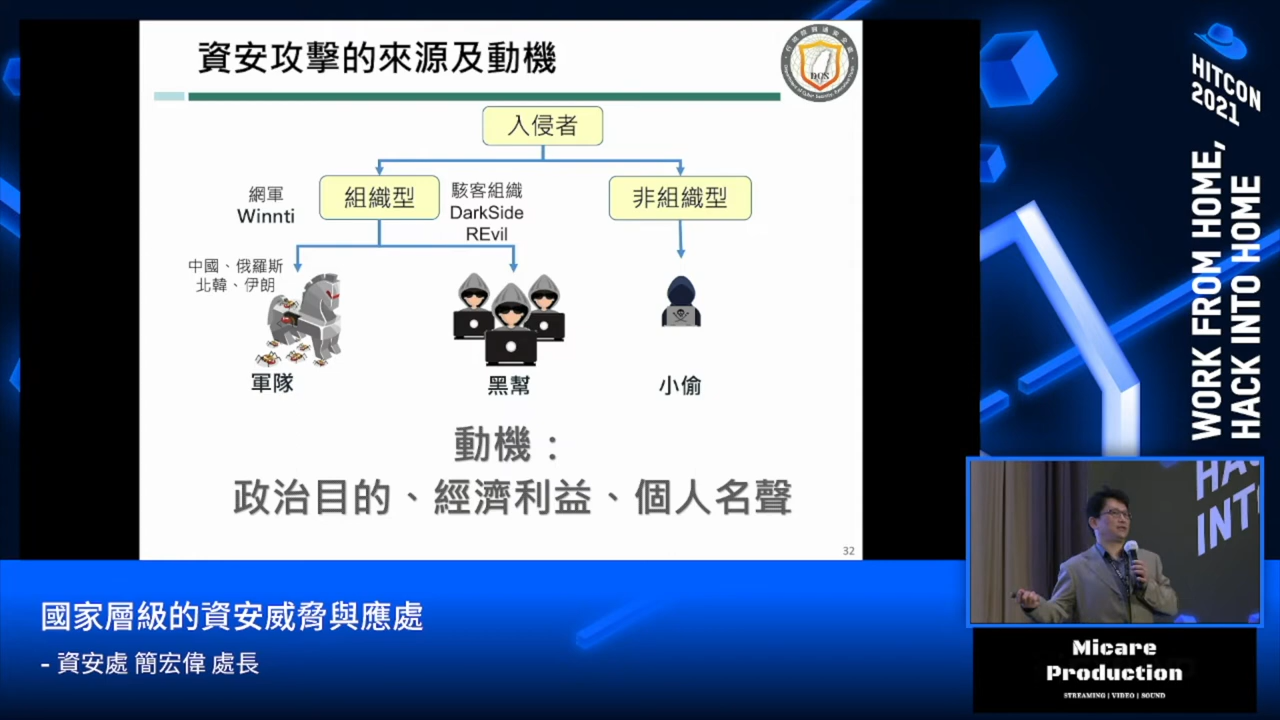 資安攻擊的來源及動機
DCS
入侵者
組織型
非組織型
網軍
Winnti
駭客組織
DarkSide
REvil
中國、俄羅斯
北韓、伊朗
軍隊
黑幫
小偷
動機：
政治目的、經濟利益、個人名聲
32
HITCON
2021
WORK FROM HOME,
HACK INTO HOME
HA
INT
國家層級的資安威脅與應處
- 資安處 簡宏偉 處長
Micare
Production
STREAMING | VIDEO | SOUND